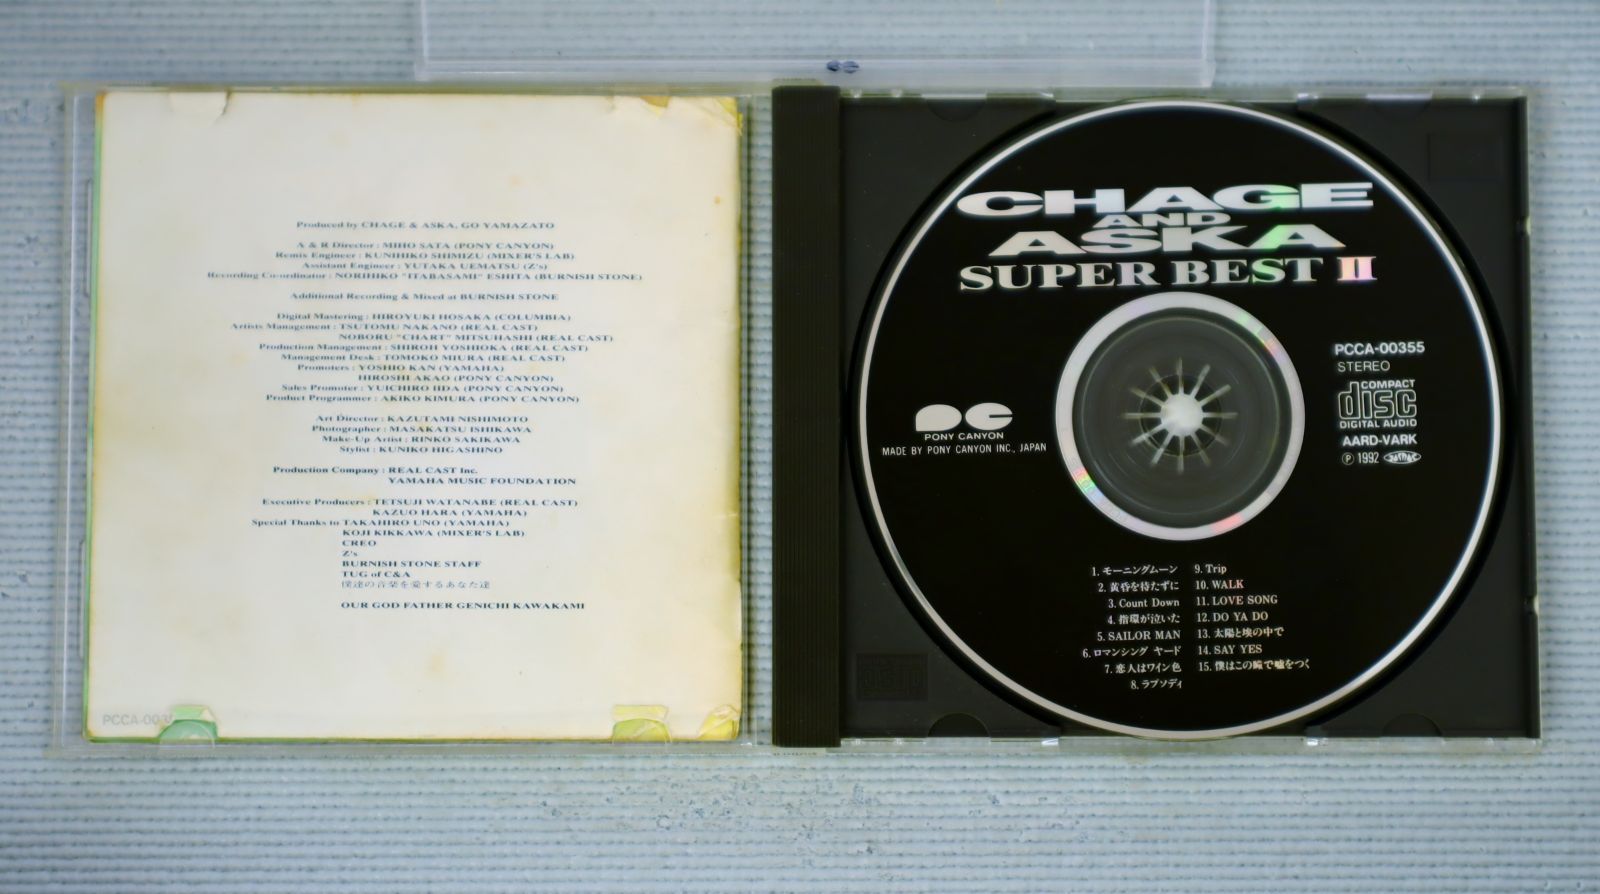 Produced by CHAGE & ASKA, GO YAMAZATO
A & R Director : MIHO SATA (PONY CANYON)
Remix Engineer : KUNIHIKO SHIMIZU (MIXER'S LAB)
Assistant Engineer : YUTAKA UEMATSU (Z's)
Recording Co-ordinator : NORIHIKO "ITABASAMI" ESHITA (BURNISH STONE)
Additional Recording & Mixed at BURNISH STONE
Digital Mastering : HIROYUKI HOSAKA (COLUMBIA)
Artists Management : TSUTOMU NAKANO (REAL CAST)
NOBORU "CHART" MITSUHASHI (REAL CAST)
Production Management : SHIROH YOSHIOKA (REAL CAST)
Management Desk : TOMOKO MIURA (REAL CAST)
Promoters : YOSHIO KAN (YAMAHA)
HIROSHI AKAO (PONY CANYON)
Sales Promoter : YUICHIRO IIDA (PONY CANYON)
Product Programmer : AKIKO KIMURA (PONY CANYON)
Art Director : KAZUTAMI NISHIMOTO
Photographer : MASAKATSU ISHIKAWA
Make-Up Artist : RINKO SAKIKAWA
Stylist : KUNIKO HIGASHINO
Production Company : REAL CAST Inc.
YAMAHA MUSIC FOUNDATION
Executive Producers : TETSUJI WATANABE (REAL CAST)
KAZUO HARA (YAMAHA)
Special Thanks to TAKAHIRO UNO (YAMAHA)
KOJI KIKKAWA (MIXER'S LAB)
CREO
Z's
BURNISH STONE STAFF
TUG of C&A
僕達の音楽を愛するあなた達
OUR GOD FATHER GENICHI KAWAKAMI
CHAGE
AND
ASKA
SUPER BEST II
PCCA-00355
STEREO
COMPACT
disc
DIGITAL AUDIO
AARD-VARK
Ⓟ 1992
PONY CANYON
MADE BY PONY CANYON INC., JAPAN
1. モーニングムーン
2. 黄昏を待たずに
3. Count Down
4. 指環が泣いた
5. SAILOR MAN
6. ロマンシング ヤード
7. 恋人はワイン色
8. ラプソディ
9. Trip
10. WALK
11. LOVE SONG
12. DO YA DO
13. 太陽と埃の中で
14. SAY YES
15. 僕はこの瞳で嘘をつく